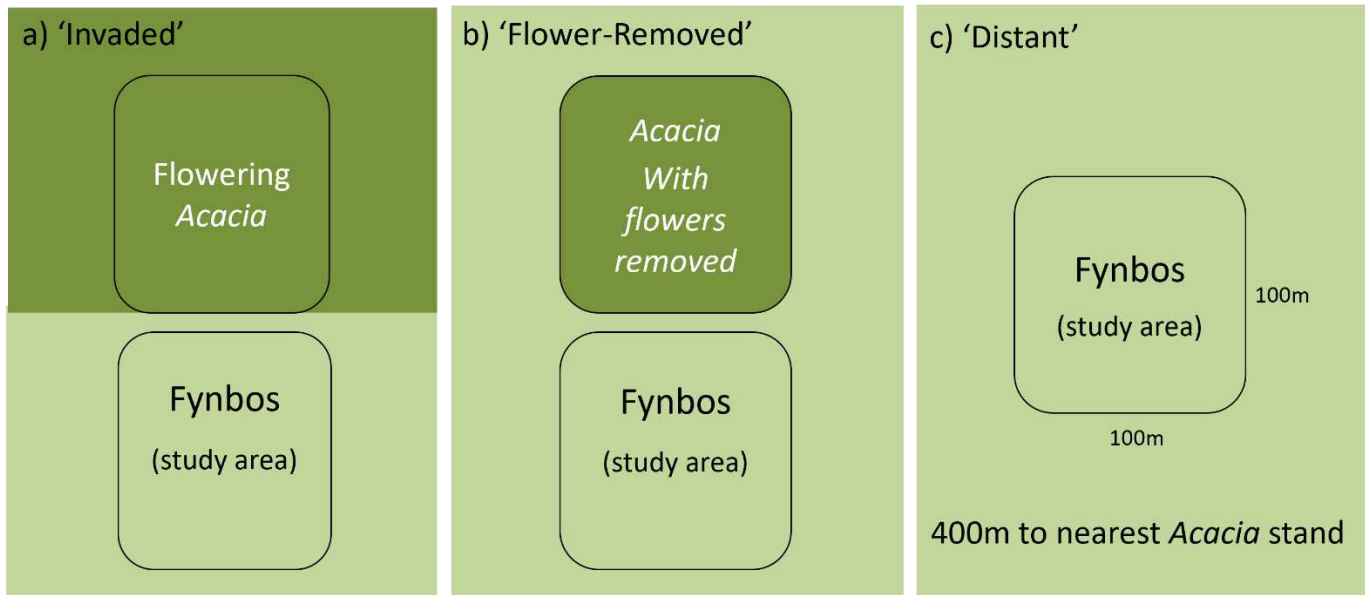 a) ‘Invaded’
Flowering
Acacia
Fynbos
(study area)
b) ‘Flower-Removed’
Acacia
With
flowers
removed
Fynbos
(study area)
c) ‘Distant’
Fynbos
(study area)
100m
100m
400m to nearest Acacia stand